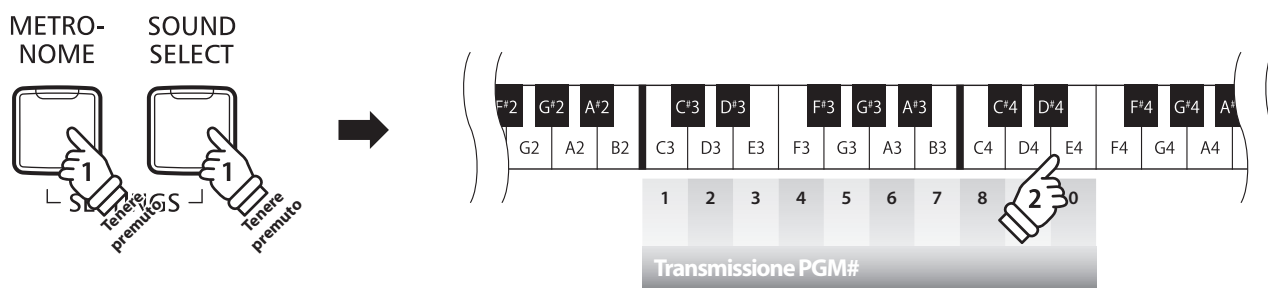 METRO-
NOME
SOUND
SELECT
1
1
Tenere
premuto
Tenere
premuto
F#2 G#2 A#2 C#3 D#3 F#3 G#3 A#3 C#4 D#4 F#4 G#4
G2 A2 B2 C3 D3 E3 F3 G3 A3 B3 C4 D4 E4 F4 G4 A4
1 2 3 4 5 6 7 8 2 0
Transmissione PGM#